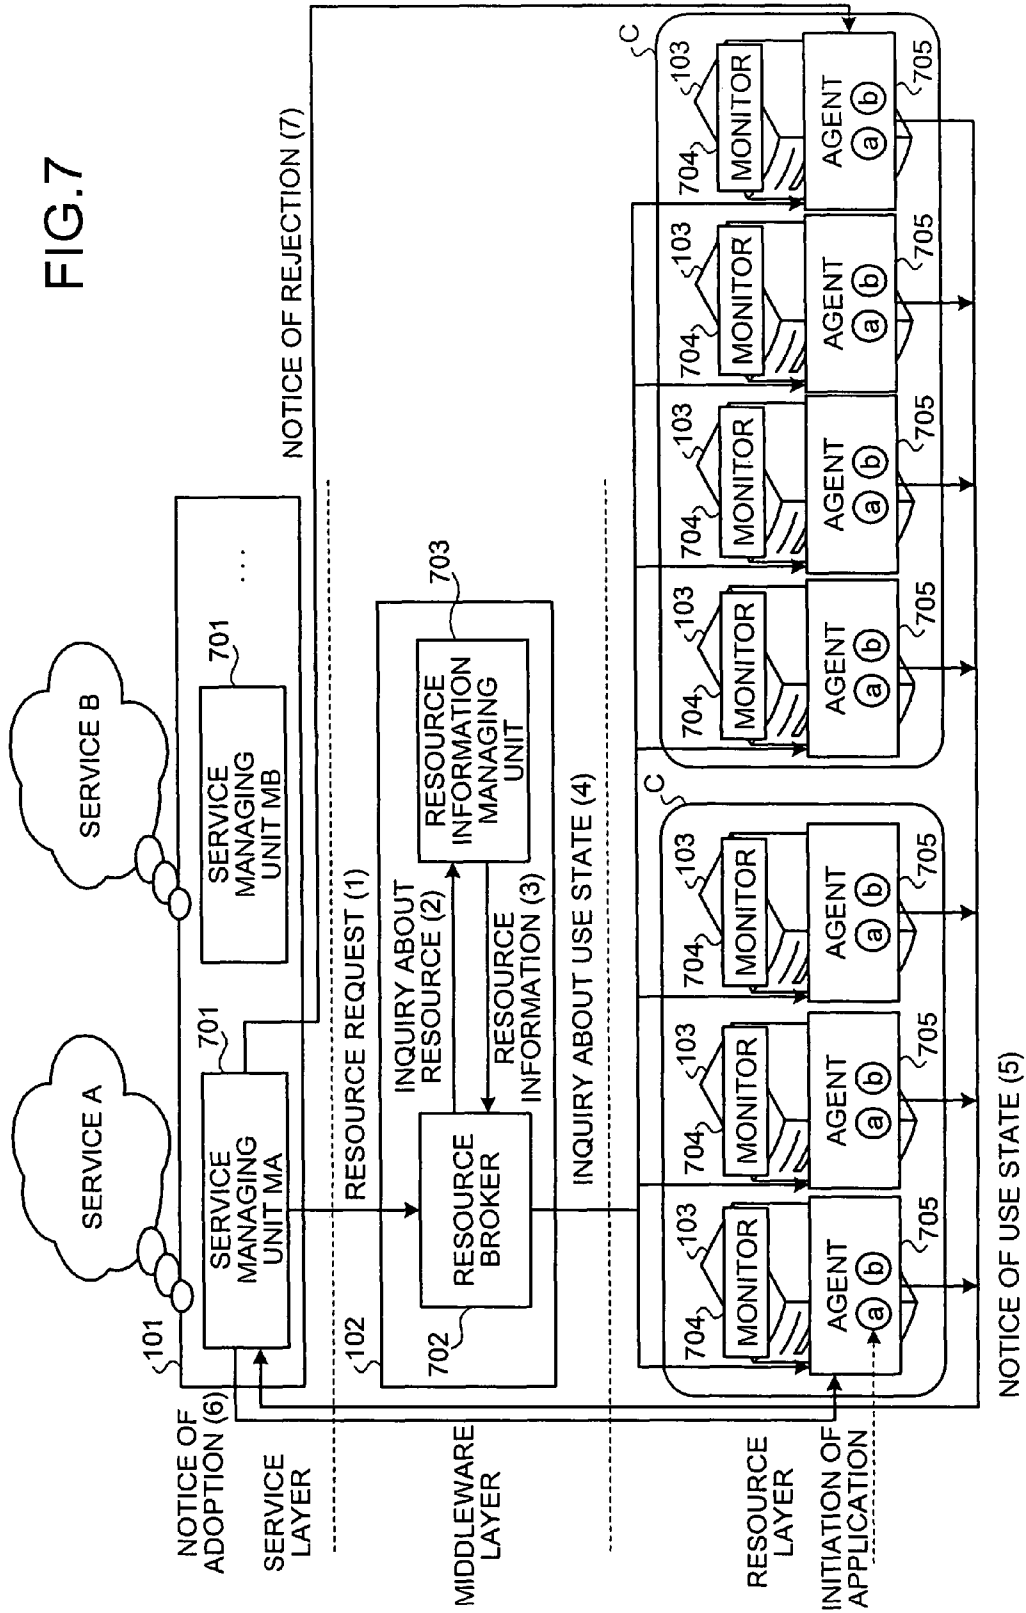 FIG.7
SERVICE A
SERVICE B
101
SERVICE
MANAGING
UNIT MA
701
SERVICE
MANAGING
UNIT MB
701
...
NOTICE OF REJECTION (7)
NOTICE OF
ADOPTION (6)
SERVICE
LAYER
RESOURCE REQUEST (1)
102
702
RESOURCE
BROKER
INQUIRY ABOUT
RESOURCE (2)
RESOURCE
INFORMATION (3)
RESOURCE
INFORMATION
MANAGING
UNIT
703
MIDDLEWARE
LAYER
INQUIRY ABOUT USE STATE (4)
C
C
704
103
MONITOR
AGENT
a b
705
704
103
MONITOR
AGENT
a b
705
704
103
MONITOR
AGENT
a b
705
704
103
MONITOR
AGENT
a b
705
704
103
MONITOR
AGENT
a b
705
704
103
MONITOR
AGENT
a b
705
704
103
MONITOR
AGENT
a b
705
RESOURCE
LAYER
INITIATION OF
APPLICATION
NOTICE OF USE STATE (5)